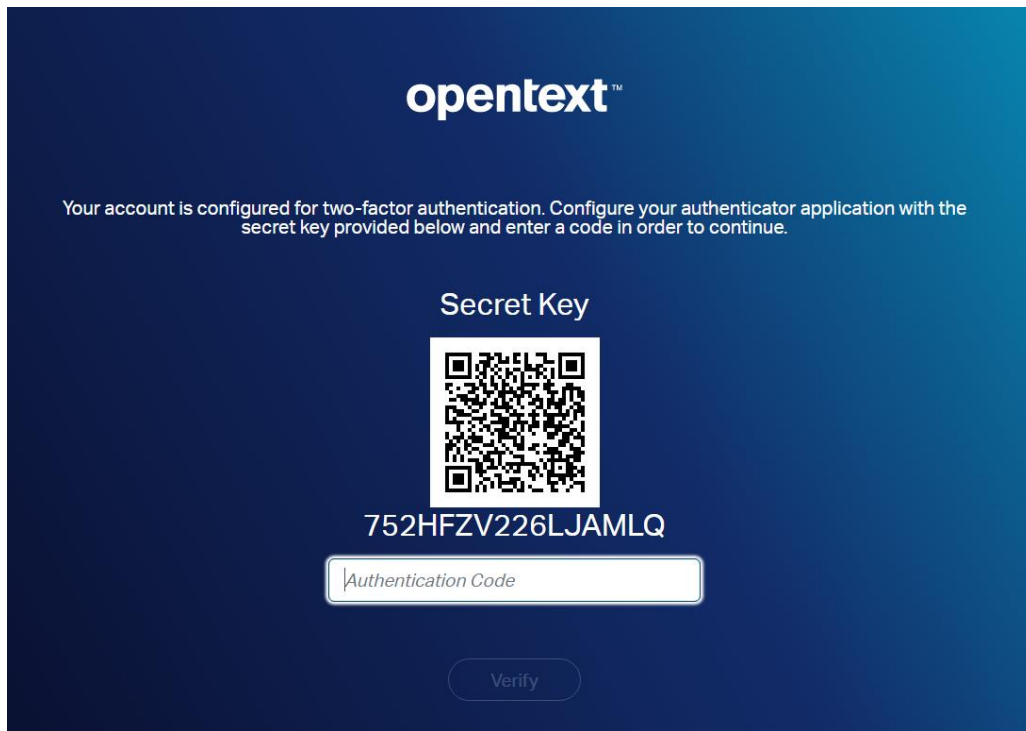 opentext™
Your account is configured for two-factor authentication. Configure your authenticator application with the
secret key provided below and enter a code in order to continue.
Secret Key
752HFZV226LJAMLQ
Authentication Code
Verify